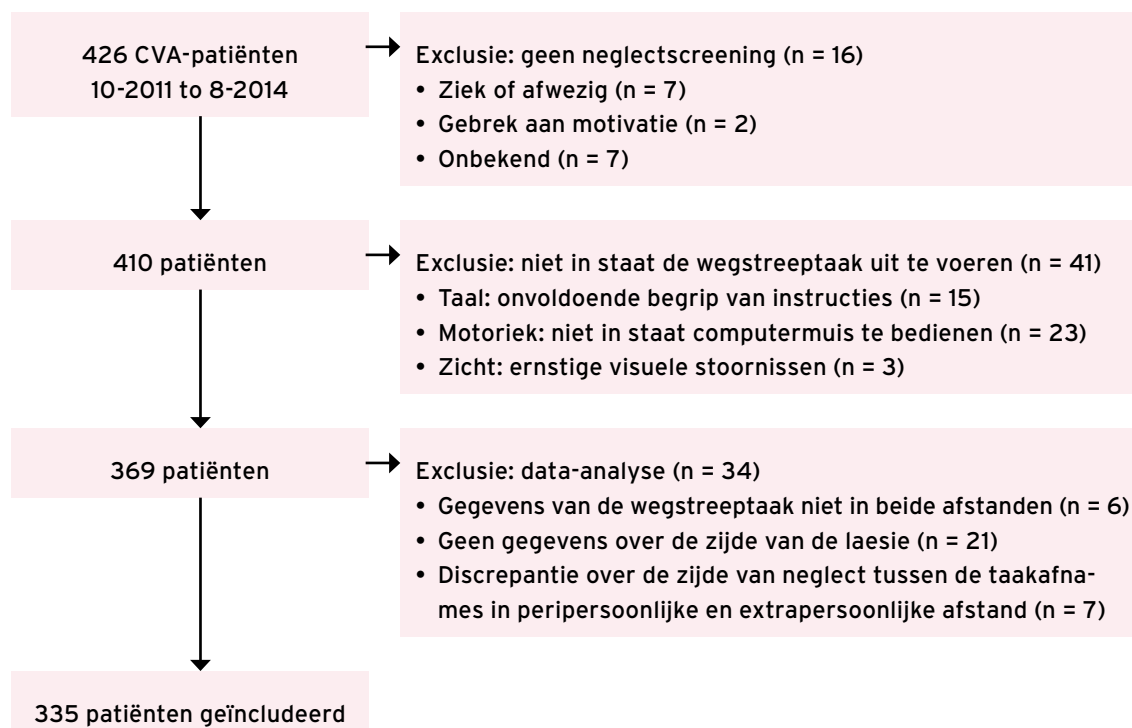 426 CVA-patiënten
10-2011 to 8-2014
Exclusie: geen neglectscreening (n = 16)
• Ziek of afwezig (n = 7)
• Gebrek aan motivatie (n = 2)
• Onbekend (n = 7)
410 patiënten
Exclusie: niet in staat de wegstreeptaak uit te voeren (n = 41)
• Taal: onvoldoende begrip van instructies (n = 15)
• Motoriek: niet in staat computermuis te bedienen (n = 23)
• Zicht: ernstige visuele stoornissen (n = 3)
369 patiënten
Exclusie: data-analyse (n = 34)
• Gegevens van de wegstreeptaak niet in beide afstanden (n = 6)
• Geen gegevens over de zijde van de laesie (n = 21)
• Discrepantie over de zijde van neglect tussen de taakafna-
mes in peripersoonlijke en extrapersoonlijke afstand (n = 7)
335 patiënten geïncludeerd